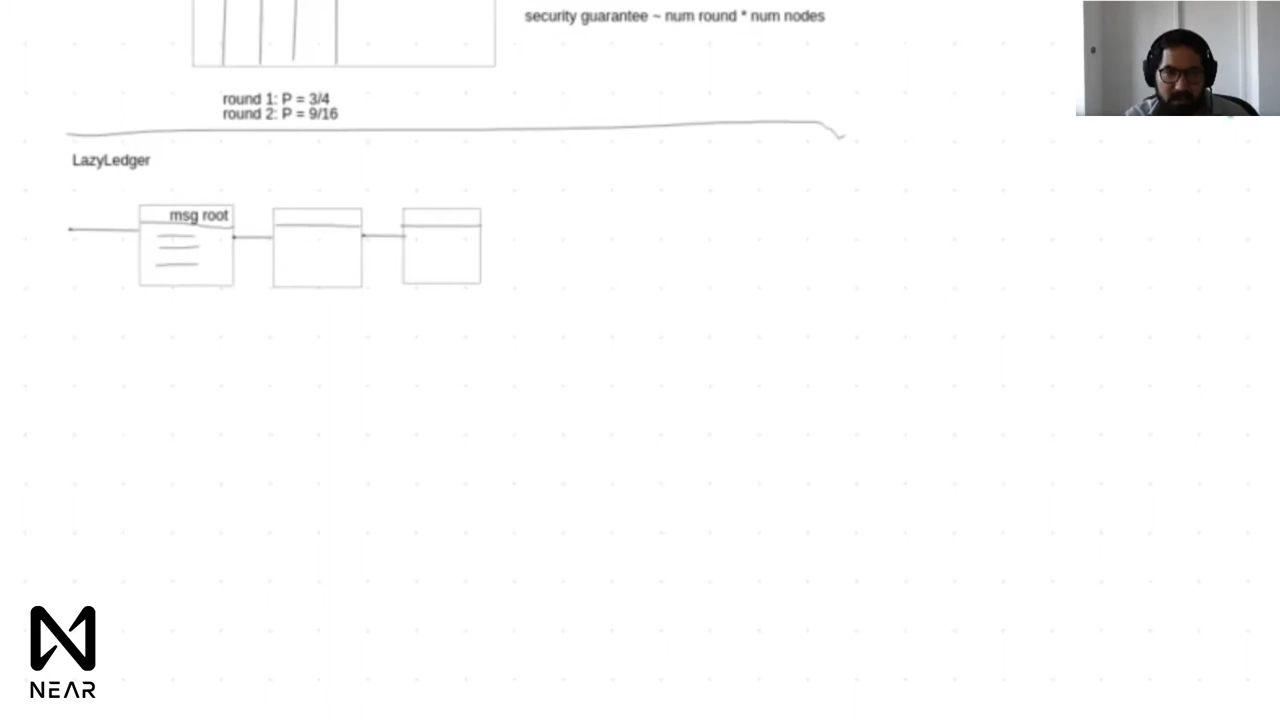 security guarantee ~ num round * num nodes
round 1: P = 3/4
round 2: P = 9/16
LazyLedger
msg root
NEAR